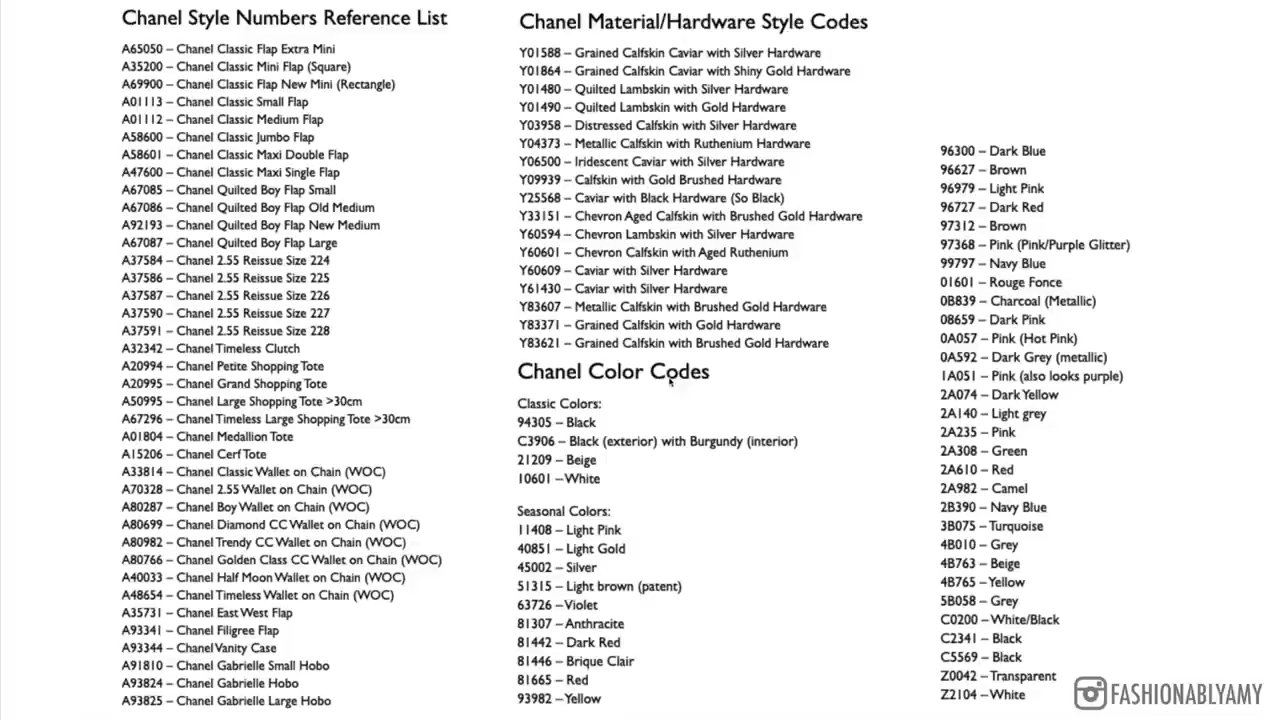 Chanel Style Numbers Reference List
A65050 – Chanel Classic Flap Extra Mini
A35200 – Chanel Classic Mini Flap (Square)
A69900 – Chanel Classic Flap New Mini (Rectangle)
A01113 – Chanel Classic Small Flap
A01112 – Chanel Classic Medium Flap
A58600 – Chanel Classic Jumbo Flap
A58601 – Chanel Classic Maxi Double Flap
A47600 – Chanel Classic Maxi Single Flap
A67085 – Chanel Quilted Boy Flap Small
A67086 – Chanel Quilted Boy Flap Old Medium
A92193 – Chanel Quilted Boy Flap New Medium
A67087 – Chanel Quilted Boy Flap Large
A37584 – Chanel 2.55 Reissue Size 224
A37586 – Chanel 2.55 Reissue Size 225
A37587 – Chanel 2.55 Reissue Size 226
A37590 – Chanel 2.55 Reissue Size 227
A37591 – Chanel 2.55 Reissue Size 228
A32342 – Chanel Timeless Clutch
A20994 – Chanel Petite Shopping Tote
A20995 – Chanel Grand Shopping Tote
A50995 – Chanel Large Shopping Tote >30cm
A67296 – Chanel Timeless Large Shopping Tote >30cm
A01804 – Chanel Medallion Tote
A15206 – Chanel Cerf Tote
A33814 – Chanel Classic Wallet on Chain (WOC)
A70328 – Chanel 2.55 Wallet on Chain (WOC)
A80287 – Chanel Boy Wallet on Chain (WOC)
A80699 – Chanel Diamond CC Wallet on Chain (WOC)
A80982 – Chanel Trendy CC Wallet on Chain (WOC)
A80766 – Chanel Golden Class CC Wallet on Chain (WOC)
A40033 – Chanel Half Moon Wallet on Chain (WOC)
A48654 – Chanel Timeless Wallet on Chain (WOC)
A35731 – Chanel East West Flap
A93341 – Chanel Filigree Flap
A93344 – Chanel Vanity Case
A91810 – Chanel Gabrielle Small Hobo
A93824 – Chanel Gabrielle Hobo
A93825 – Chanel Gabrielle Large Hobo
Chanel Material/Hardware Style Codes
Y01588 – Grained Calfskin Caviar with Silver Hardware
Y01864 – Grained Calfskin Caviar with Shiny Gold Hardware
Y01480 – Quilted Lambskin with Silver Hardware
Y01490 – Quilted Lambskin with Gold Hardware
Y03958 – Distressed Calfskin with Silver Hardware
Y04373 – Metallic Calfskin with Ruthenium Hardware
Y06500 – Iridescent Caviar with Silver Hardware
Y09939 – Calfskin with Gold Brushed Hardware
Y25568 – Caviar with Black Hardware (So Black)
Y33151 – Chevron Aged Calfskin with Brushed Gold Hardware
Y60594 – Chevron Lambskin with Silver Hardware
Y60601 – Chevron Calfskin with Aged Ruthenium
Y60609 – Caviar with Silver Hardware
Y61430 – Caviar with Silver Hardware
Y83607 – Metallic Calfskin with Brushed Gold Hardware
Y83371 – Grained Calfskin with Gold Hardware
Y83621 – Grained Calfskin with Brushed Gold Hardware
Chanel Color Codes
Classic Colors:
94305 – Black
C3906 – Black (exterior) with Burgundy (interior)
21209 – Beige
10601 – White
Seasonal Colors:
11408 – Light Pink
40851 – Light Gold
45002 – Silver
51315 – Light brown (patent)
63726 – Violet
81307 – Anthracite
81442 – Dark Red
81446 – Brique Clair
81665 – Red
93982 – Yellow
96300 – Dark Blue
96627 – Brown
96979 – Light Pink
96727 – Dark Red
97312 – Brown
97368 – Pink (Pink/Purple Glitter)
99797 – Navy Blue
01601 – Rouge Fonce
0B839 – Charcoal (Metallic)
08659 – Dark Pink
0A057 – Pink (Hot Pink)
0A592 – Dark Grey (metallic)
1A051 – Pink (also looks purple)
2A074 – Dark Yellow
2A140 – Light grey
2A235 – Pink
2A308 – Green
2A610 – Red
2A982 – Camel
2B390 – Navy Blue
3B075 – Turquoise
4B010 – Grey
4B763 – Beige
4B765 – Yellow
5B058 – Grey
C0200 – White/Black
C2341 – Black
C5569 – Black
Z0042 – Transparent
Z2104 – White
FASHIONABLYAMY